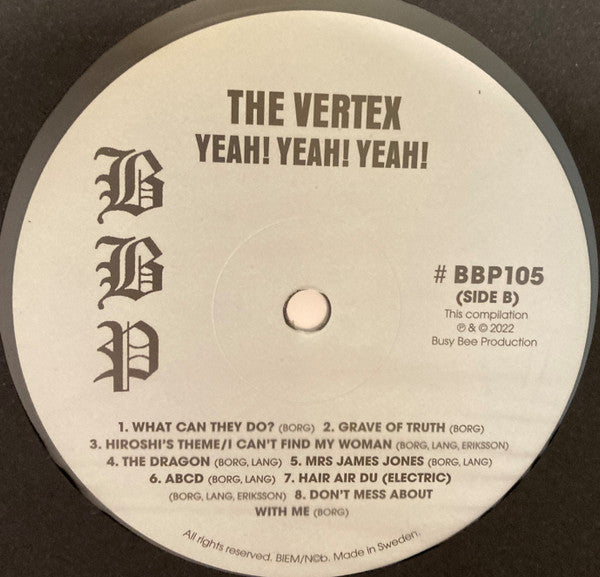 THE VERTEX
YEAH! YEAH! YEAH!
B
B
P
# BBP105
(SIDE B)
This compilation
℗ & © 2022
Busy Bee Production
1. WHAT CAN THEY DO? (BORG) 2. GRAVE OF TRUTH (BORG)
3. HIROSHI'S THEME/I CAN'T FIND MY WOMAN (BORG, LANG, ERIKSSON)
4. THE DRAGON (BORG, LANG) 5. MRS JAMES JONES (BORG, LANG)
6. ABCD (BORG, LANG) 7. HAIR AIR DU (ELECTRIC)
(BORG, LANG, ERIKSSON) 8. DON'T MESS ABOUT
WITH ME (BORG)
All rights reserved. BIEM/N©b. Made in Sweden.